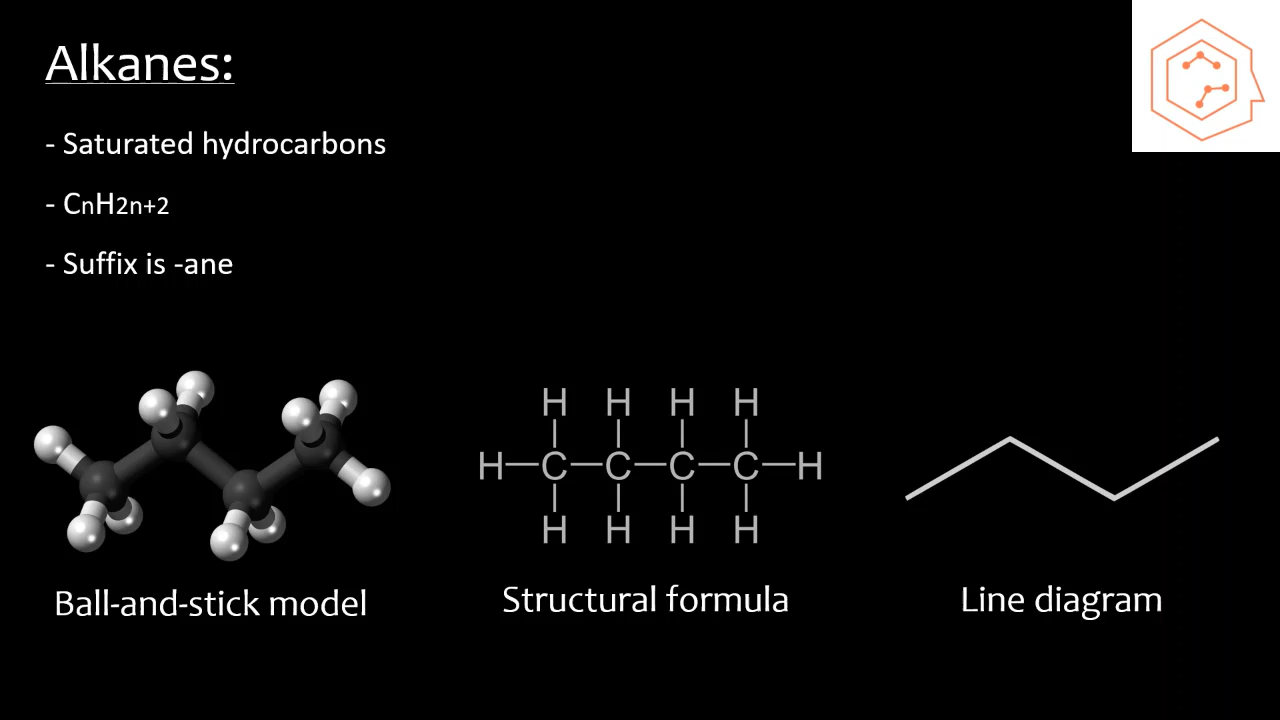 Alkanes:
- Saturated hydrocarbons
- CnH2n+2
- Suffix is -ane
H H H H
H C C C C H
H H H H
Ball-and-stick model
Structural formula
Line diagram